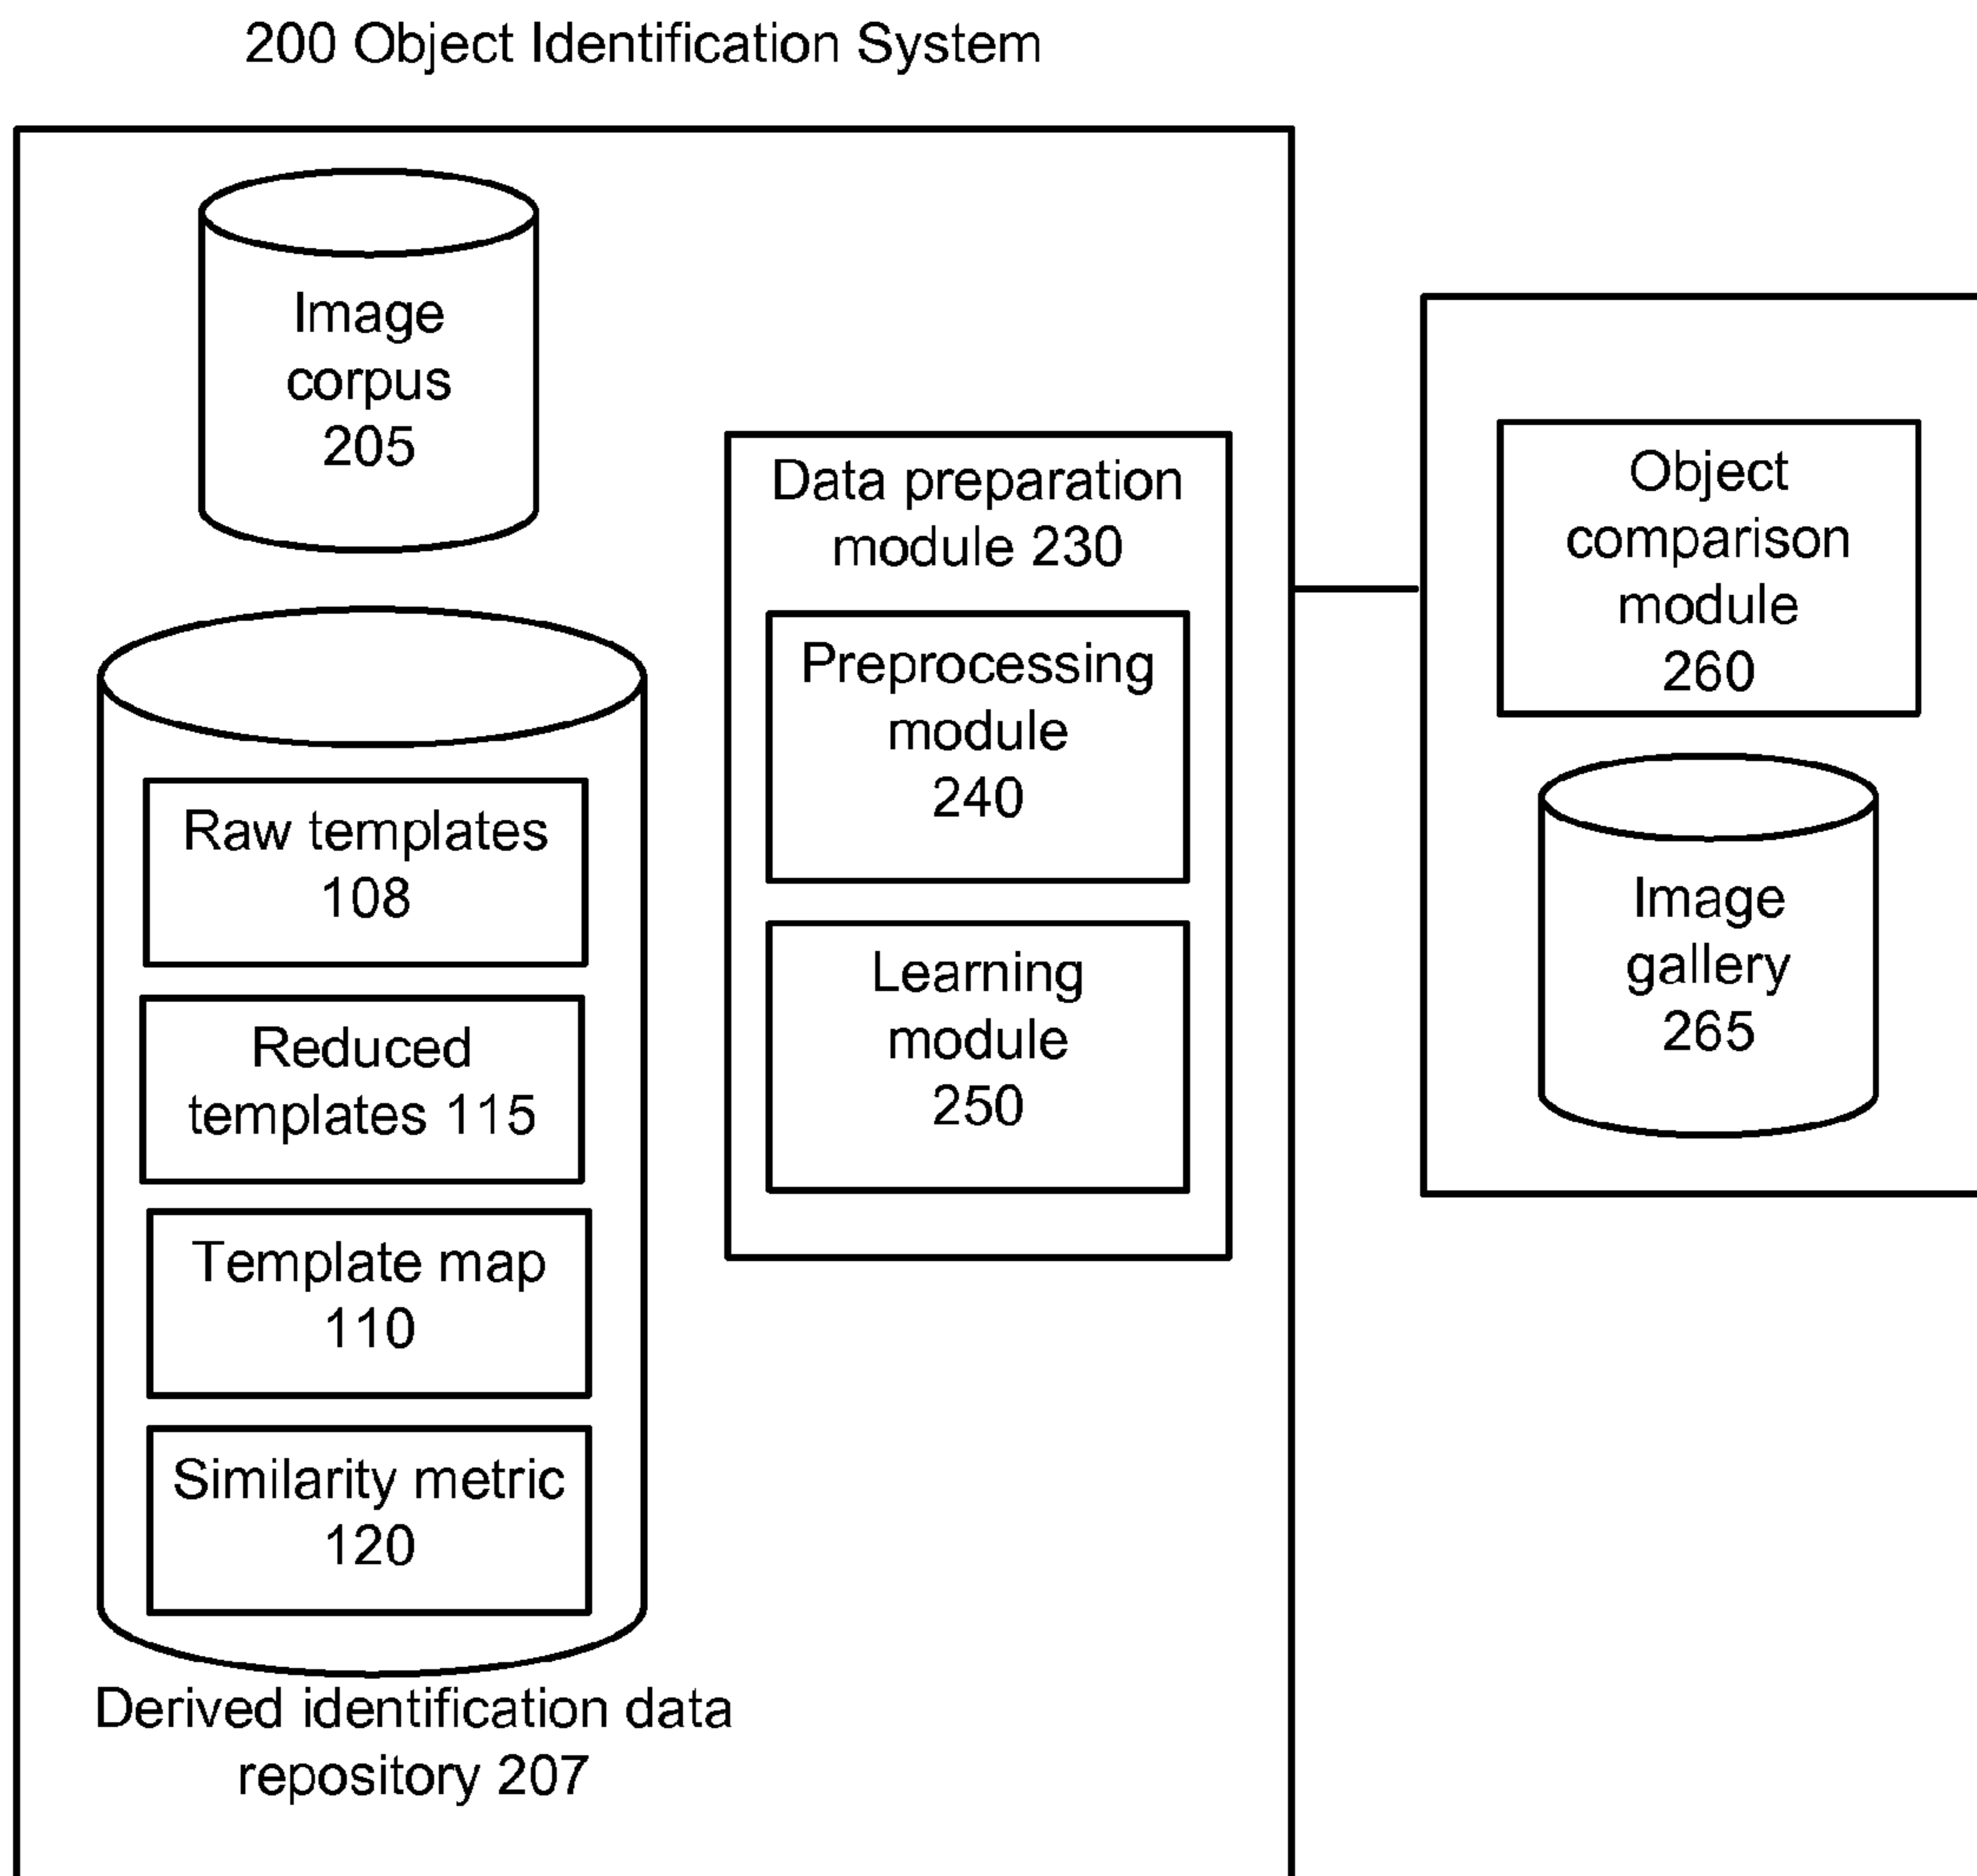 200 Object Identification System
Image
corpus
205
Raw templates
108
Reduced
templates 115
Template map
110
Similarity metric
120
Derived identification data
repository 207
Data preparation
module 230
Preprocessing
module
240
Learning
module
250
Object
comparison
module
260
Image
gallery
265